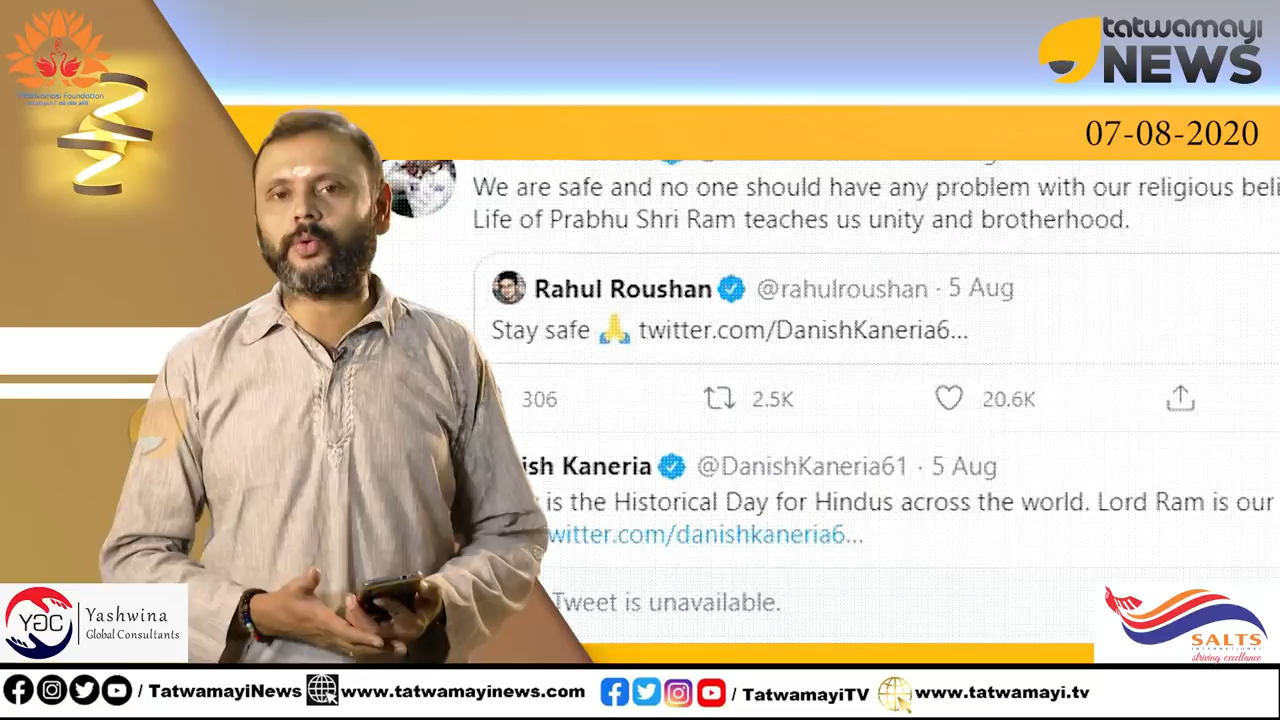 tatwamayi
NEWS
07-08-2020
We are safe and no one should have any problem with our religious beli
Life of Prabhu Shri Ram teaches us unity and brotherhood.
Rahul Roushan @rahulroushan · 5 Aug
Stay safe 🙏 twitter.com/DanishKaneria6...
306 2.5K 20.6K
ish Kaneria @DanishKaneria61 · 5 Aug
is the Historical Day for Hindus across the world. Lord Ram is our
witter.com/danishkaneria6...
Tweet is unavailable.
YGC Yashwina
Global Consultants
SALTS
INTERNATIONAL
striving excellence
/ TatwamayiNews www.tatwamayinews.com / TatwamayiTV www.tatwamayi.tv